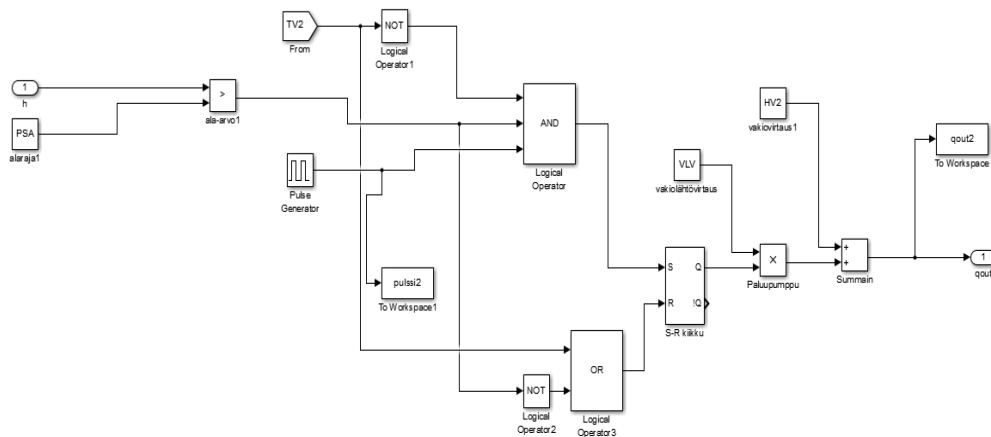 TV2
From
NOT
Logical
Operator1
1
h
>
ala-arvo1
PSA
alaraja1
AND
Logical
Operator
Pulse
Generator
pulssi2
To Workspace1
HV2
vakiovirtaus1
VLV
vakiolähtövirtaus
qout2
To Workspace
S Q
R !Q
S-R kiikku
X
Paluupumppu
+
+
Summain
1
qout
OR
Logical
Operator3
NOT
Logical
Operator2